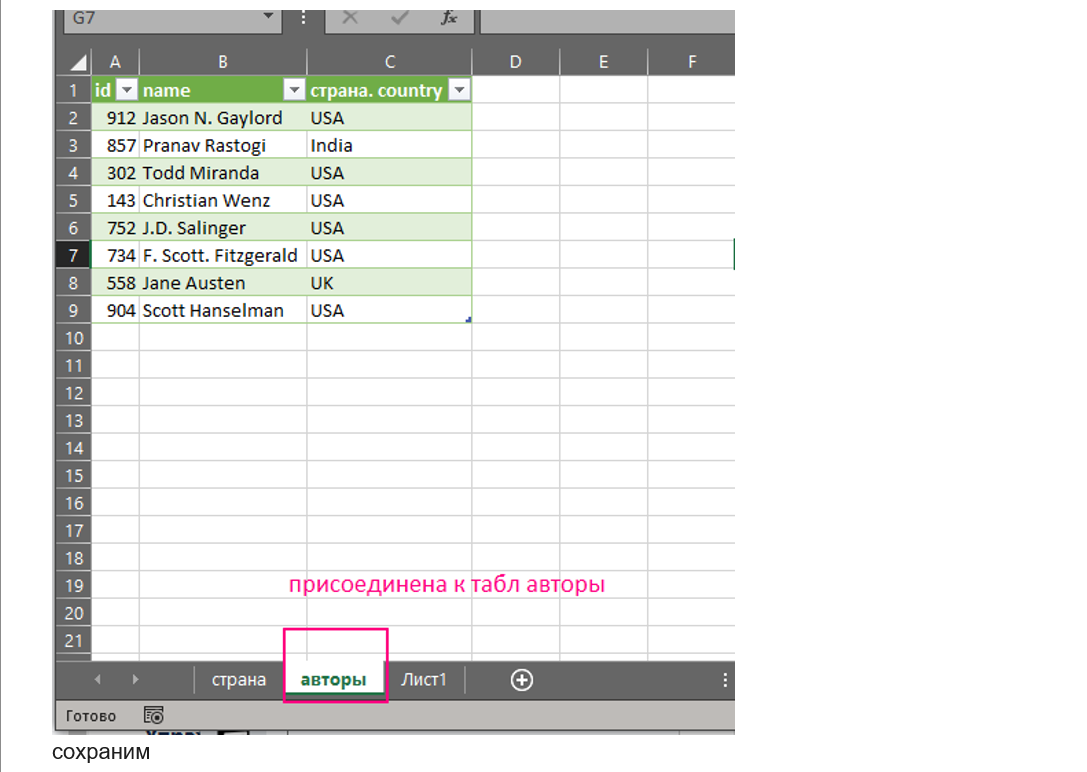 G7
fx
A B C D E F
1 id name страна. country
2 912 Jason N. Gaylord USA
3 857 Pranav Rastogi India
4 302 Todd Miranda USA
5 143 Christian Wenz USA
6 752 J.D. Salinger USA
7 734 F. Scott. Fitzgerald USA
8 558 Jane Austen UK
9 904 Scott Hanselman USA
10
11
12
13
14
15
16
17
18
19 присоединена к табл авторы
20
21
страна авторы Лист1
Готово
сохраним